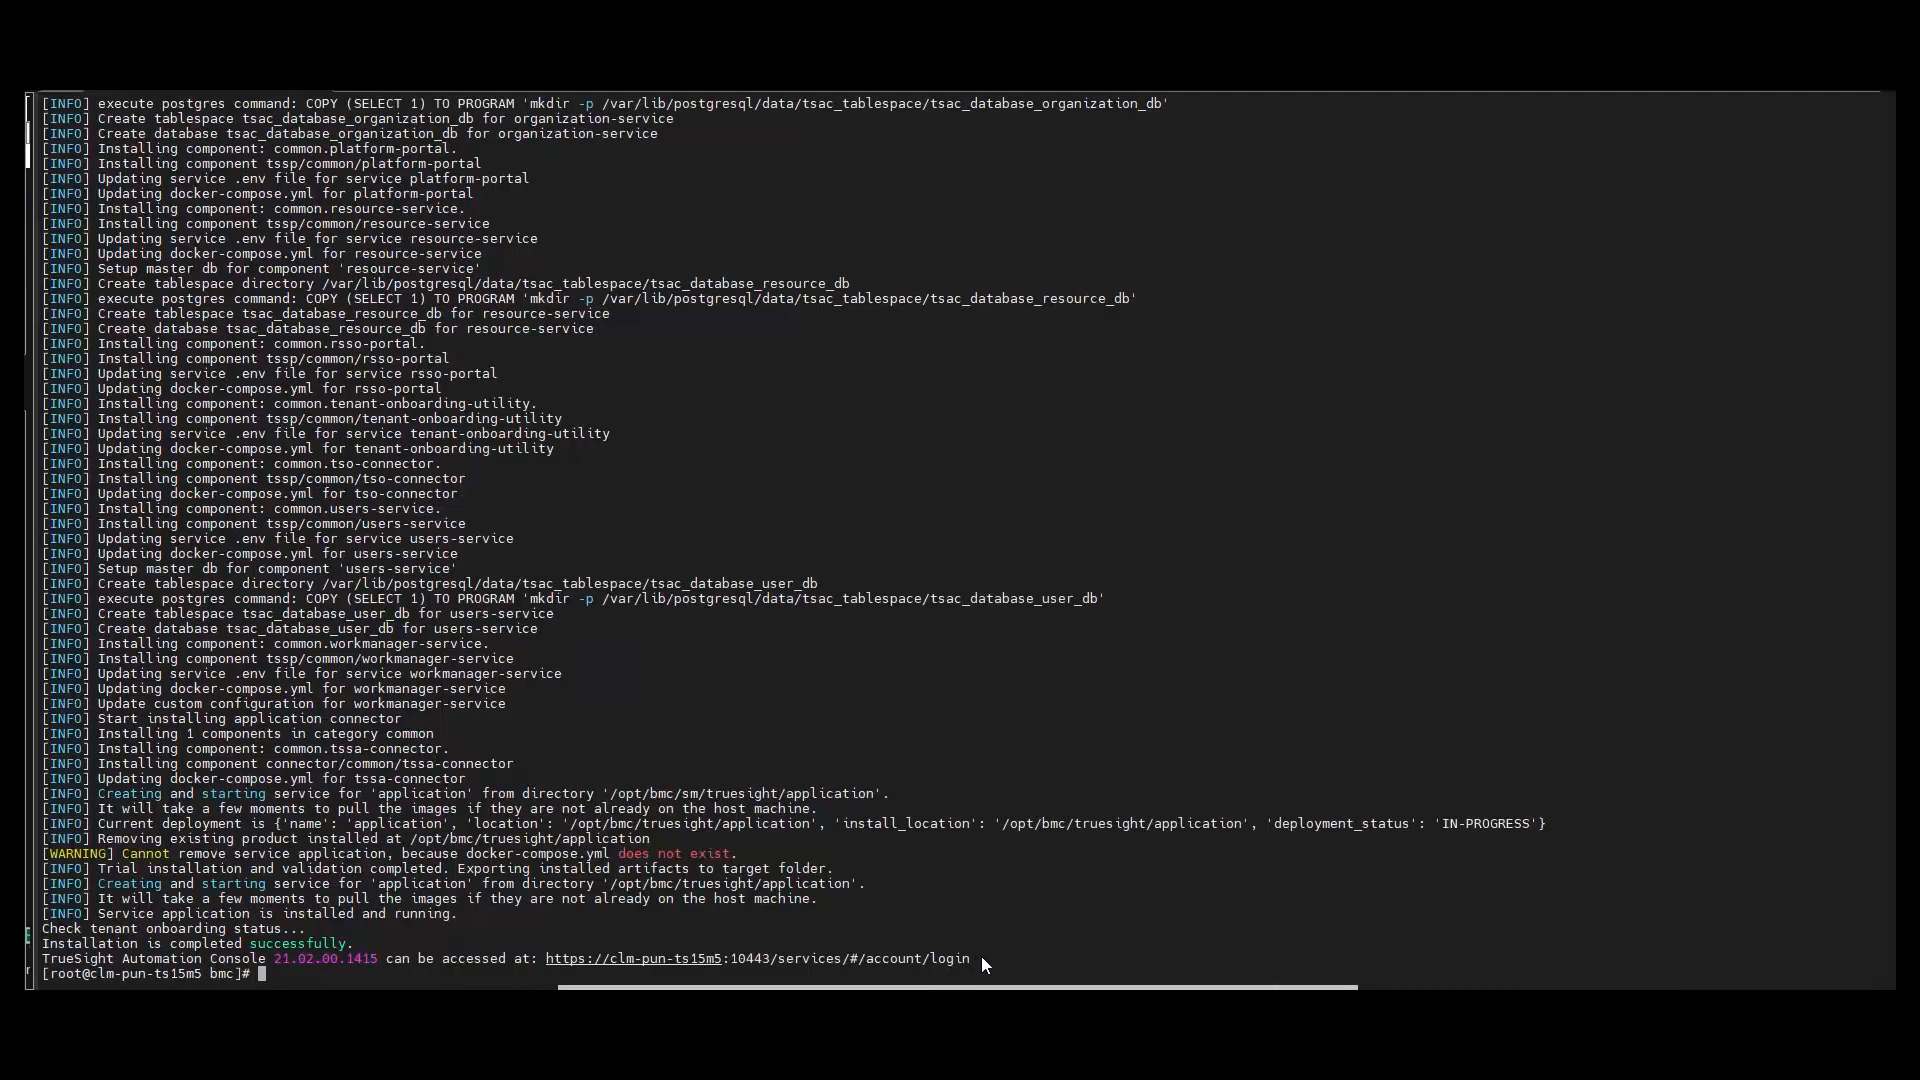 [INFO] execute postgres command: COPY (SELECT 1) TO PROGRAM 'mkdir -p /var/lib/postgresql/data/tsac_tablespace/tsac_database_organization_db'
[INFO] Create tablespace tsac_database_organization_db for organization-service
[INFO] Create database tsac_database_organization_db for organization-service
[INFO] Installing component: common.platform-portal.
[INFO] Installing component tssp/common/platform-portal
[INFO] Updating service .env file for service platform-portal
[INFO] Updating docker-compose.yml for platform-portal
[INFO] Installing component: common.resource-service.
[INFO] Installing component tssp/common/resource-service
[INFO] Updating service .env file for service resource-service
[INFO] Updating docker-compose.yml for resource-service
[INFO] Setup master db for component 'resource-service'
[INFO] Create tablespace directory /var/lib/postgresql/data/tsac_tablespace/tsac_database_resource_db
[INFO] execute postgres command: COPY (SELECT 1) TO PROGRAM 'mkdir -p /var/lib/postgresql/data/tsac_tablespace/tsac_database_resource_db'
[INFO] Create tablespace tsac_database_resource_db for resource-service
[INFO] Create database tsac_database_resource_db for resource-service
[INFO] Installing component: common.rsso-portal.
[INFO] Installing component tssp/common/rsso-portal
[INFO] Updating service .env file for service rsso-portal
[INFO] Updating docker-compose.yml for rsso-portal
[INFO] Installing component: common.tenant-onboarding-utility.
[INFO] Installing component tssp/common/tenant-onboarding-utility
[INFO] Updating service .env file for service tenant-onboarding-utility
[INFO] Updating docker-compose.yml for tenant-onboarding-utility
[INFO] Installing component: common.tso-connector.
[INFO] Installing component tssp/common/tso-connector
[INFO] Updating docker-compose.yml for tso-connector
[INFO] Installing component: common.users-service.
[INFO] Installing component tssp/common/users-service
[INFO] Updating service .env file for service users-service
[INFO] Updating docker-compose.yml for users-service
[INFO] Setup master db for component 'users-service'
[INFO] Create tablespace directory /var/lib/postgresql/data/tsac_tablespace/tsac_database_user_db
[INFO] execute postgres command: COPY (SELECT 1) TO PROGRAM 'mkdir -p /var/lib/postgresql/data/tsac_tablespace/tsac_database_user_db'
[INFO] Create tablespace tsac_database_user_db for users-service
[INFO] Create database tsac_database_user_db for users-service
[INFO] Installing component: common.workmanager-service.
[INFO] Installing component tssp/common/workmanager-service
[INFO] Updating service .env file for service workmanager-service
[INFO] Updating docker-compose.yml for workmanager-service
[INFO] Update custom configuration for workmanager-service
[INFO] Start installing application connector
[INFO] Installing 1 components in category common
[INFO] Installing component: common.tssa-connector.
[INFO] Installing component connector/common/tssa-connector
[INFO] Updating docker-compose.yml for tssa-connector
[INFO] Creating and starting service for 'application' from directory '/opt/bmc/sm/truesight/application'.
[INFO] It will take a few moments to pull the images if they are not already on the host machine.
[INFO] Current deployment is {'name': 'application', 'location': '/opt/bmc/truesight/application', 'install_location': '/opt/bmc/truesight/application', 'deployment_status': 'IN-PROGRESS'}
[INFO] Removing existing product installed at /opt/bmc/truesight/application
[WARNING] Cannot remove service application, because docker-compose.yml does not exist.
[INFO] Trial installation and validation completed. Exporting installed artifacts to target folder.
[INFO] Creating and starting service for 'application' from directory '/opt/bmc/truesight/application'.
[INFO] It will take a few moments to pull the images if they are not already on the host machine.
[INFO] Service application is installed and running.
Check tenant onboarding status...
Installation is completed successfully.
TrueSight Automation Console 21.02.00.1415 can be accessed at: https://clm-pun-ts15m5:10443/services/#/account/login
[root@clm-pun-ts15m5 bmc]#